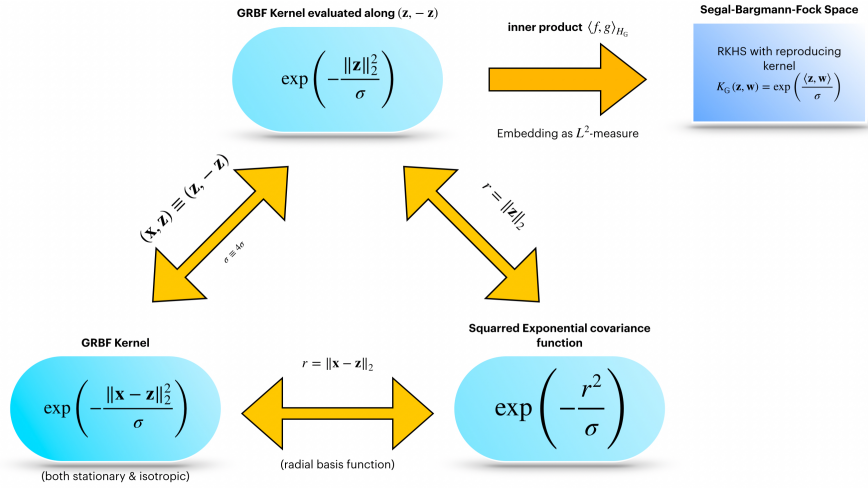 GRBF Kernel evaluated along (𝐳, − 𝐳)
exp(−‖𝐳‖₂²/σ)
inner product ⟨f, g⟩_{H_G}
Embedding as L²-measure
Segal-Bargmann-Fock Space
RKHS with reproducing
kernel
K_G (𝐳, 𝐰) = exp(⟨𝐳, 𝐰⟩/σ)
(𝐱, 𝐳) ≡ (𝐳, − 𝐳)
σ ≡ 4σ
r = ‖𝐳‖₂
GRBF Kernel
exp(−‖𝐱 − 𝐳‖₂²/σ)
(both stationary & isotropic)
r = ‖𝐱 − 𝐳‖₂
(radial basis function)
Squarred Exponential covariance
function
exp(−r²/σ)